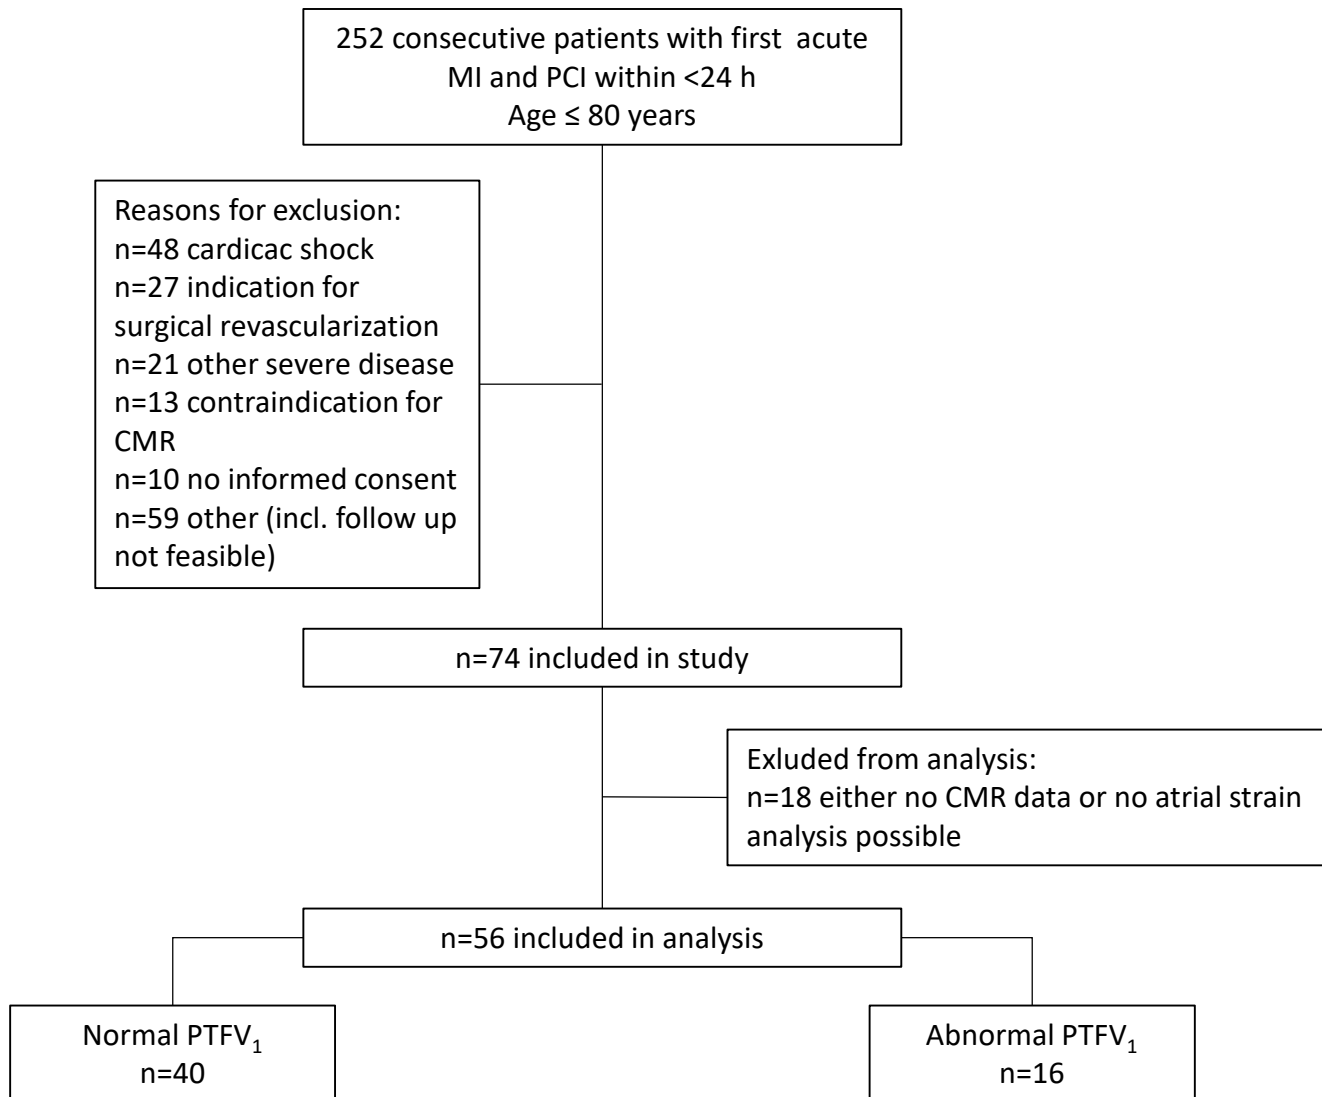 252 consecutive patients with first acute
MI and PCI within <24 h
Age ≤ 80 years
Reasons for exclusion:
n=48 cardicac shock
n=27 indication for
surgical revascularization
n=21 other severe disease
n=13 contraindication for
CMR
n=10 no informed consent
n=59 other (incl. follow up
not feasible)
n=74 included in study
Exluded from analysis:
n=18 either no CMR data or no atrial strain
analysis possible
n=56 included in analysis
Normal PTFV₁
n=40
Abnormal PTFV₁
n=16